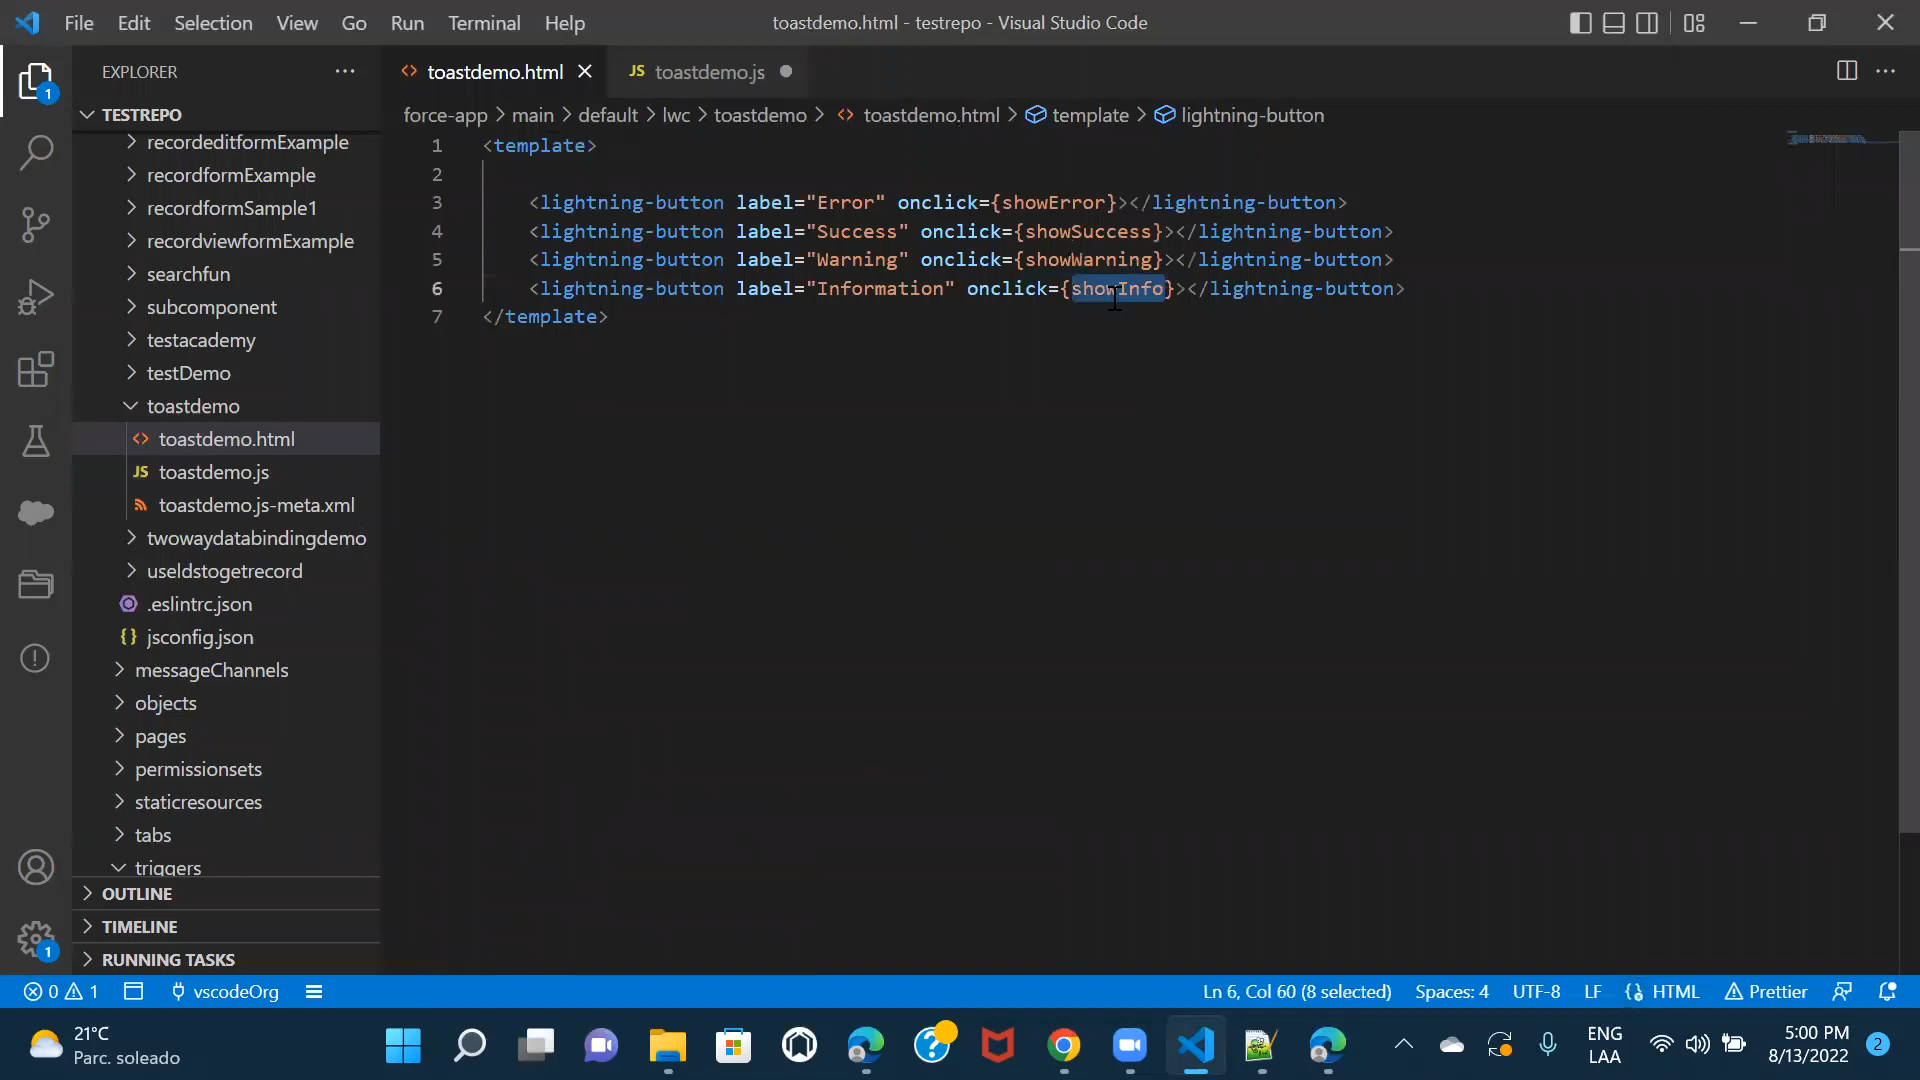 File Edit Selection View Go Run Terminal Help
toastdemo.html - testrepo - Visual Studio Code
EXPLORER
toastdemo.html
JS toastdemo.js
TESTREPO
force-app > main > default > lwc > toastdemo > toastdemo.html > template > lightning-button
recordeditformExample
recordformExample
recordformSample1
recordviewformExample
searchfun
subcomponent
testacademy
testDemo
toastdemo
toastdemo.html
JS toastdemo.js
toastdemo.js-meta.xml
twowaydatabindingdemo
useldstogetrecord
.eslintrc.json
{} jsconfig.json
messageChannels
objects
pages
permissionsets
staticresources
tabs
triggers
OUTLINE
TIMELINE
RUNNING TASKS
1
1
1 <template>
2
3 <lightning-button label="Error" onclick={showError}></lightning-button>
4 <lightning-button label="Success" onclick={showSuccess}></lightning-button>
5 <lightning-button label="Warning" onclick={showWarning}></lightning-button>
6 <lightning-button label="Information" onclick={showInfo}></lightning-button>
7 </template>
0 1 vscodeOrg
Ln 6, Col 60 (8 selected) Spaces: 4 UTF-8 LF HTML Prettier
21°C
Parc. soleado
ENG
LAA
5:00 PM
8/13/2022
2